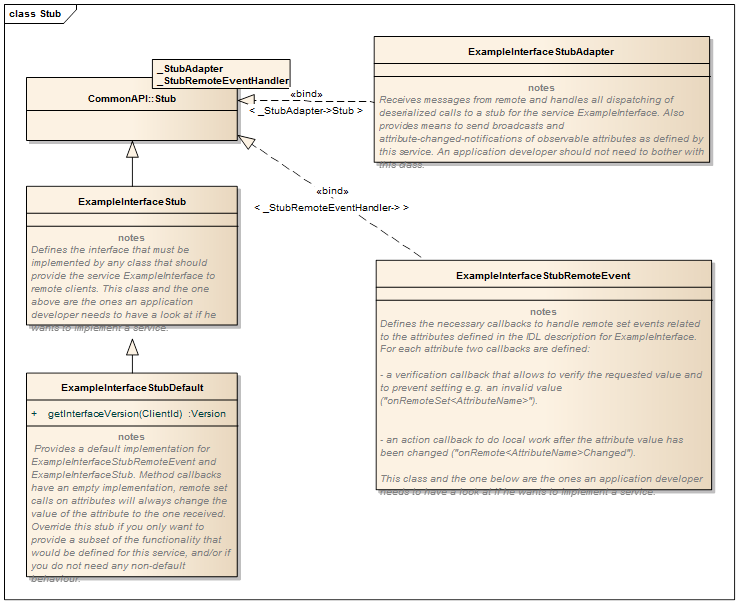 class Stub
_StubAdapter
_StubRemoteEventHandler
CommonAPI::Stub
«bind»
< _StubAdapter->Stub >
ExampleInterfaceStubAdapter
notes
Receives messages from remote and handles all dispatching of
deserialized calls to a stub for the service ExampleInterface. Also
provides means to send broadcasts and
attribute-changed-notifications of observable attributes as defined by
this service. An application developer should not need to bother with
this class.
«bind»
< _StubRemoteEventHandler-> >
ExampleInterfaceStub
notes
Defines the interface that must be
implemented by any class that should
provide the service ExampleInterface to
remote clients. This class and the one
above are the ones an application
developer needs to have a look at if he
wants to implement a service.
ExampleInterfaceStubRemoteEvent
notes
Defines the necessary callbacks to handle remote set events related
to the attributes defined in the IDL description for ExampleInterface.
For each attribute two callbacks are defined:
- a verification callback that allows to verify the requested value and
to prevent setting e.g. an invalid value
("onRemoteSet<AttributeName>").
- an action callback to do local work after the attribute value has
been changed ("onRemote<AttributeName>Changed").
This class and the one below are the ones an application developer
needs to have a look at if he wants to implement a service.
ExampleInterfaceStubDefault
+ getInterfaceVersion(ClientId) :Version
notes
Provides a default implementation for
ExampleInterfaceStubRemoteEvent and
ExampleInterfaceStub. Method callbacks
have an empty implementation, remote set
calls on attributes will always change the
value of the attribute to the one received.
Override this stub if you only want to
provide a subset of the functionality that
would be defined for this service, and/or if
you do not need any non-default
behaviour.